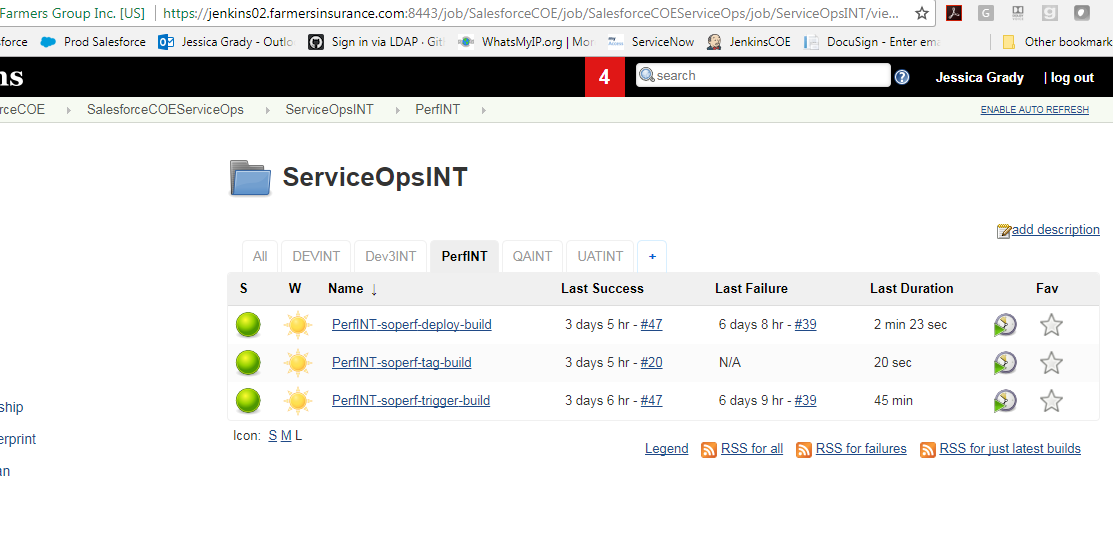 Farmers Group Inc. [US] https://jenkins02.farmersinsurance.com:8443/job/SalesforceCOE/job/SalesforceCOEServiceOps/job/ServiceOpsINT/vie...
sforce Prod Salesforce Jessica Grady - Outlo Sign in via LDAP · Git WhatsMyIP.org | Mor ServiceNow JenkinsCOE DocuSign - Enter ema Other bookmark
ns 4 search ? Jessica Grady | log out
rceCOE SalesforceCOEServiceOps ServiceOpsINT PerfINT ENABLE AUTO REFRESH
ServiceOpsINT
add description
All DEVINT Dev3INT PerfINT QAINT UATINT +
S W Name ↓ Last Success Last Failure Last Duration Fav
PerfINT-soperf-deploy-build 3 days 5 hr - #47 6 days 8 hr - #39 2 min 23 sec
PerfINT-soperf-tag-build 3 days 5 hr - #20 N/A 20 sec
PerfINT-soperf-trigger-build 3 days 6 hr - #47 6 days 9 hr - #39 45 min
ship
erprint
an
Icon: S M L
Legend RSS for all RSS for failures RSS for just latest builds